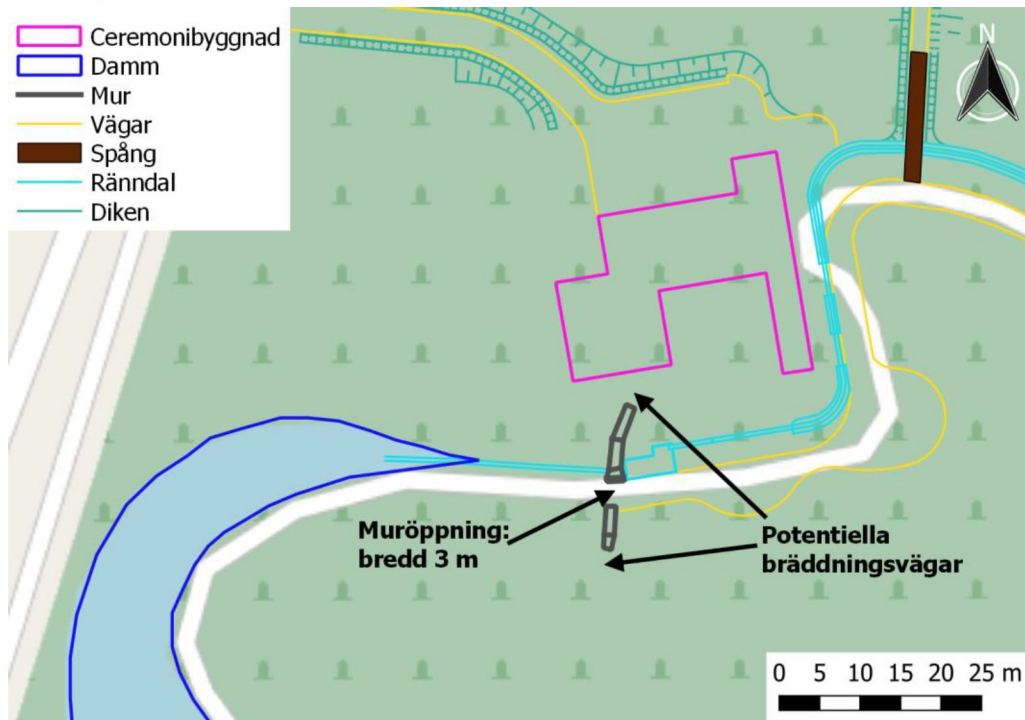 Ceremonibyggnad
Damm
Mur
Vägar
Spång
Ränndal
Diken
N
Muröppning:
bredd 3 m
Potentiella
bräddningsvägar
0 5 10 15 20 25 m